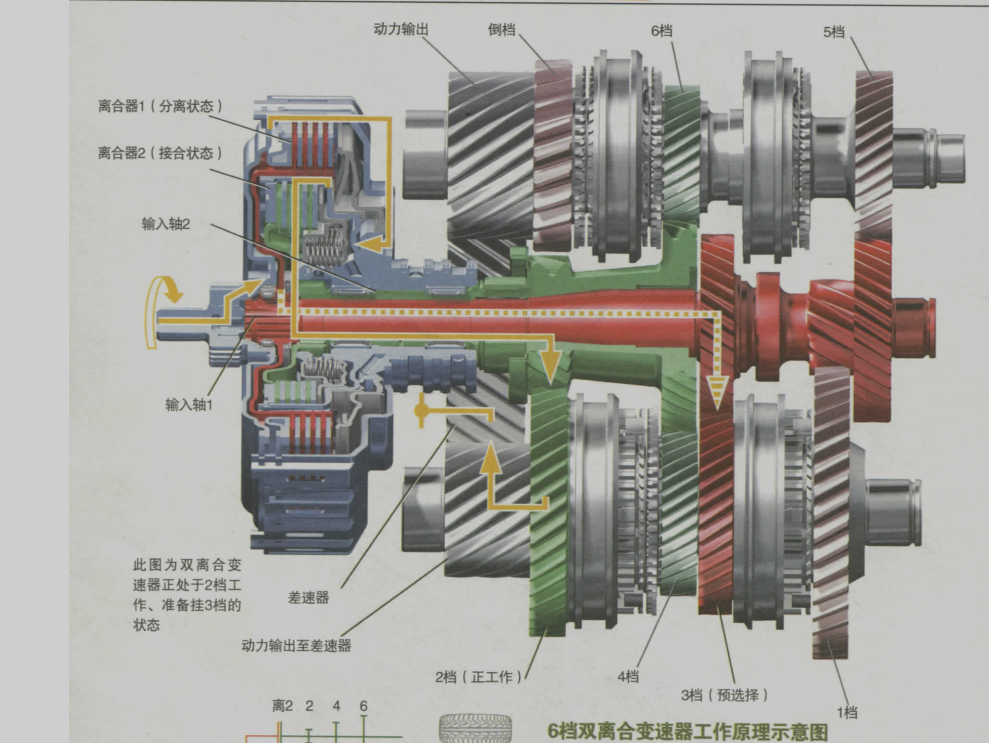 动力输出
倒档
6档
5档
离合器1（分离状态）
离合器2（接合状态）
输入轴2
输入轴1
此图为双离合变
速器正处于2档工
作、准备挂3档的
状态
差速器
动力输出至差速器
2档（正工作）
4档
3档（预选择）
1档
离2 2 4 6
6档双离合变速器工作原理示意图